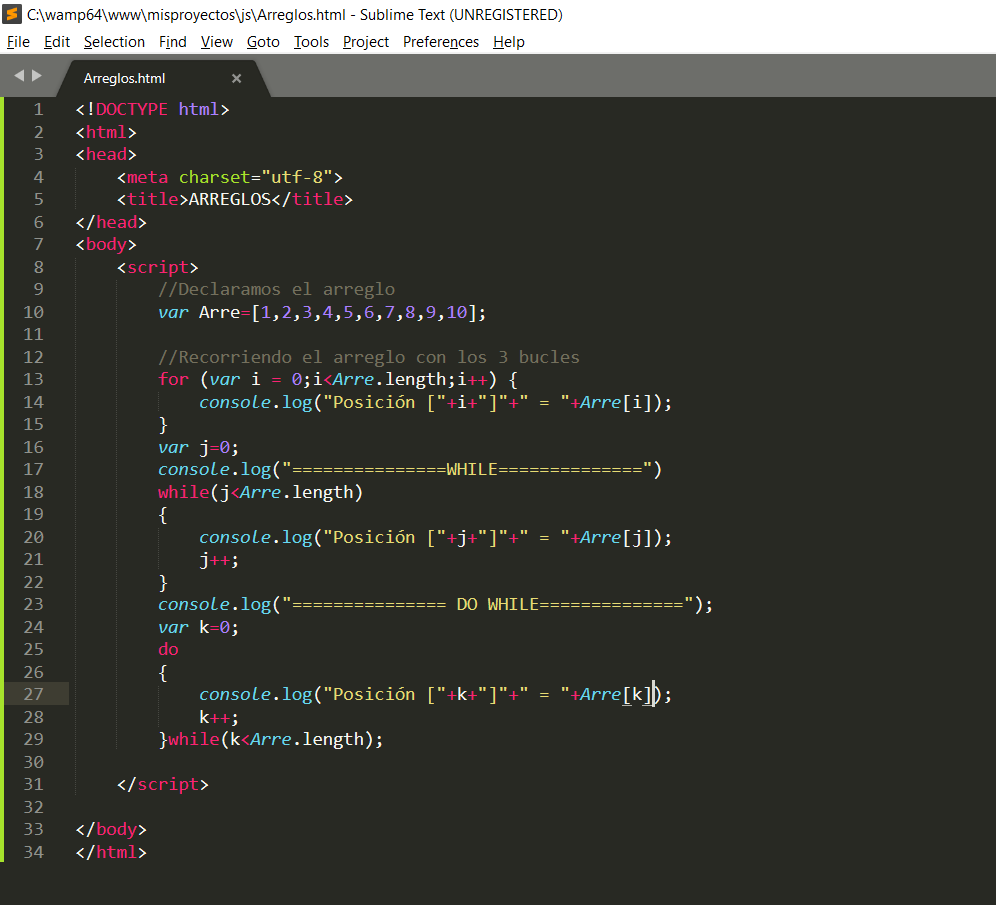 C:\wamp64\www\misproyectos\js\Arreglos.html - Sublime Text (UNREGISTERED)
File Edit Selection Find View Goto Tools Project Preferences Help
Arreglos.html ×
1 <!DOCTYPE html>
2 <html>
3 <head>
4     <meta charset="utf-8">
5     <title>ARREGLOS</title>
6 </head>
7 <body>
8     <script>
9         //Declaramos el arreglo
10         var Arre=[1,2,3,4,5,6,7,8,9,10];
11
12         //Recorriendo el arreglo con los 3 bucles
13         for (var i = 0;i<Arre.length;i++) {
14             console.log("Posición ["+i+"]"+" = "+Arre[i]);
15         }
16         var j=0;
17         console.log("===============WHILE==============")
18         while(j<Arre.length)
19         {
20             console.log("Posición ["+j+"]"+" = "+Arre[j]);
21             j++;
22         }
23         console.log("=============== DO WHILE==============");
24         var k=0;
25         do
26         {
27             console.log("Posición ["+k+"]"+" = "+Arre[k]);
28             k++;
29         }while(k<Arre.length);
30
31     </script>
32
33 </body>
34 </html>